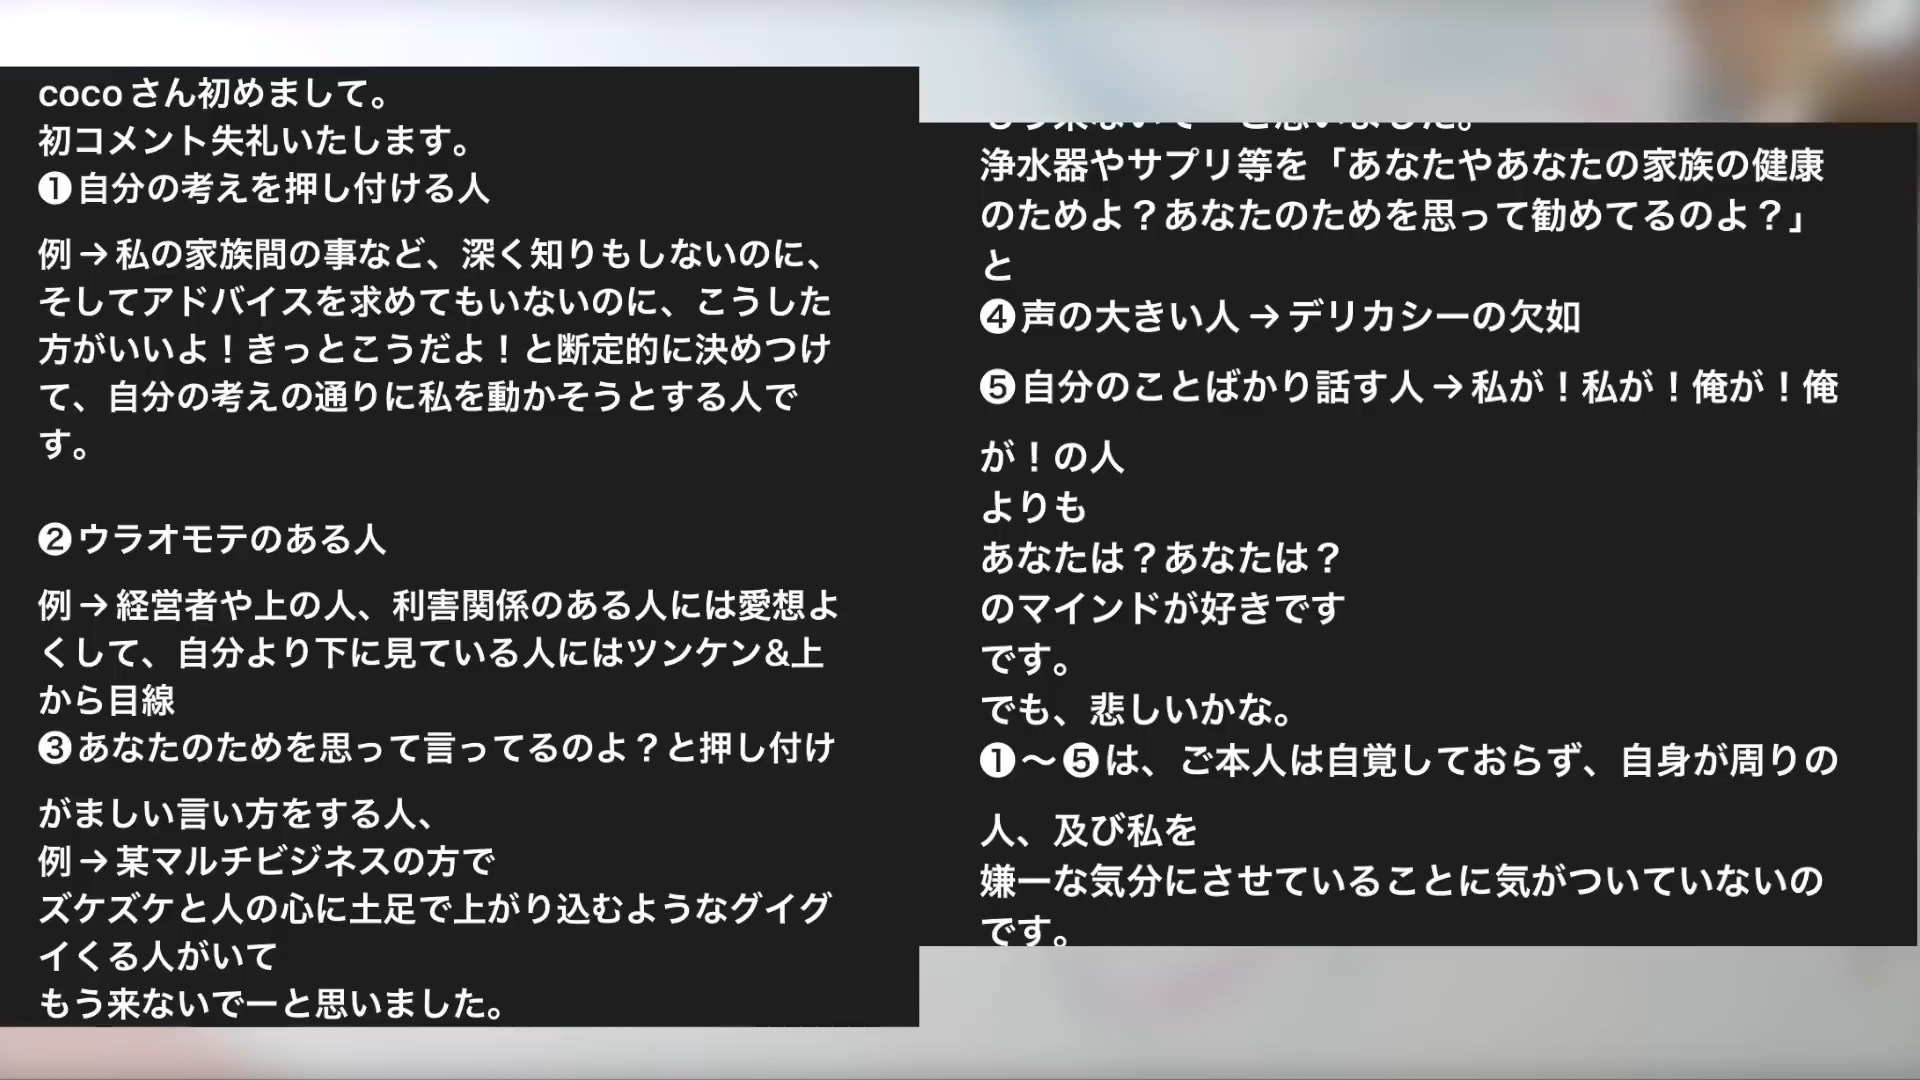 cocoさん初めまして。
初コメント失礼いたします。
❶自分の考えを押し付ける人
例→私の家族間の事など、深く知りもしないのに、
そしてアドバイスを求めてもいないのに、こうした
方がいいよ！きっとこうだよ！と断定的に決めつけ
て、自分の考えの通りに私を動かそうとする人で
す。
❷ウラオモテのある人
例→経営者や上の人、利害関係のある人には愛想よ
くして、自分より下に見ている人にはツンケン&上
から目線
❸あなたのためを思って言ってるのよ？と押し付け
がましい言い方をする人、
例→某マルチビジネスの方で
ズケズケと人の心に土足で上がり込むようなグイグ
イくる人がいて
もう来ないでーと思いました。
もう来ないでーと思いました。
浄水器やサプリ等を「あなたやあなたの家族の健康
のためよ？あなたのためを思って勧めてるのよ？」
と
❹声の大きい人→デリカシーの欠如
❺自分のことばかり話す人→私が！私が！俺が！俺
が！の人
よりも
あなたは？あなたは？
のマインドが好きです
です。
でも、悲しいかな。
❶〜❺は、ご本人は自覚しておらず、自身が周りの
人、及び私を
嫌ーな気分にさせていることに気がついていないの
です。